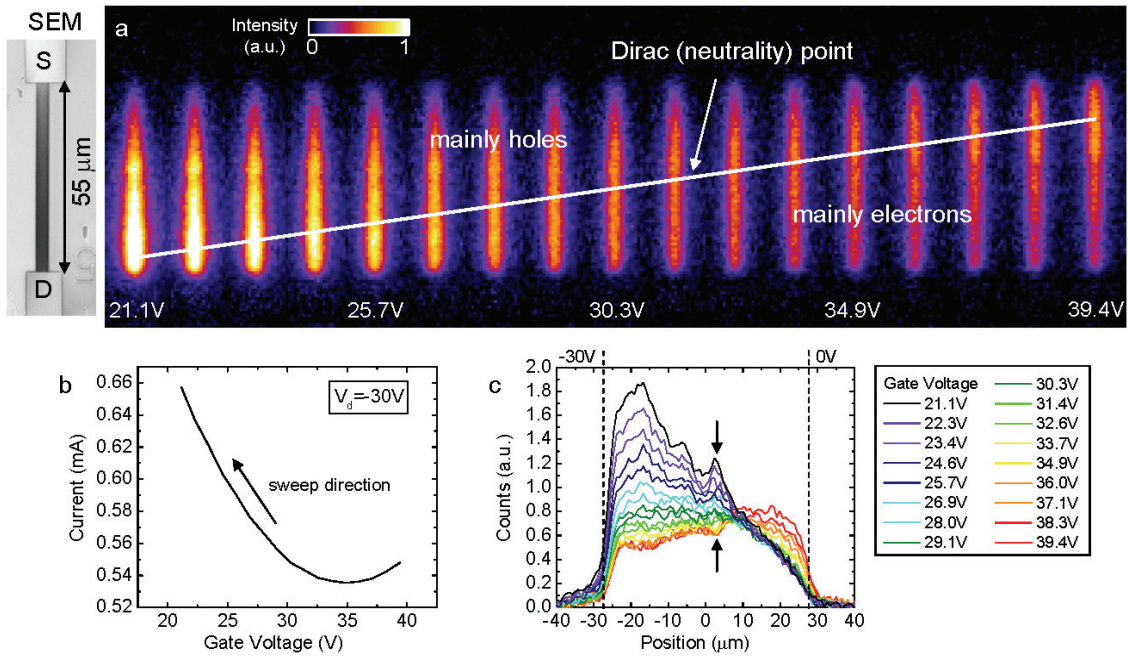 SEM
S
55 μm
D
a
Intensity
(a.u.)
0
1
Dirac (neutrality) point
mainly holes
mainly electrons
21.1V
25.7V
30.3V
34.9V
39.4V
b
V_d=-30V
sweep direction
Current (mA)
0.66
0.64
0.62
0.60
0.58
0.56
0.54
0.52
20
25
30
35
40
Gate Voltage (V)
c
-30V
0V
Counts (a.u.)
2.0
1.8
1.6
1.4
1.2
1.0
0.8
0.6
0.4
0.2
0.0
-40
-30
-20
-10
0
10
20
30
40
Position (μm)
Gate Voltage
21.1V
22.3V
23.4V
24.6V
25.7V
26.9V
28.0V
29.1V
30.3V
31.4V
32.6V
33.7V
34.9V
36.0V
37.1V
38.3V
39.4V